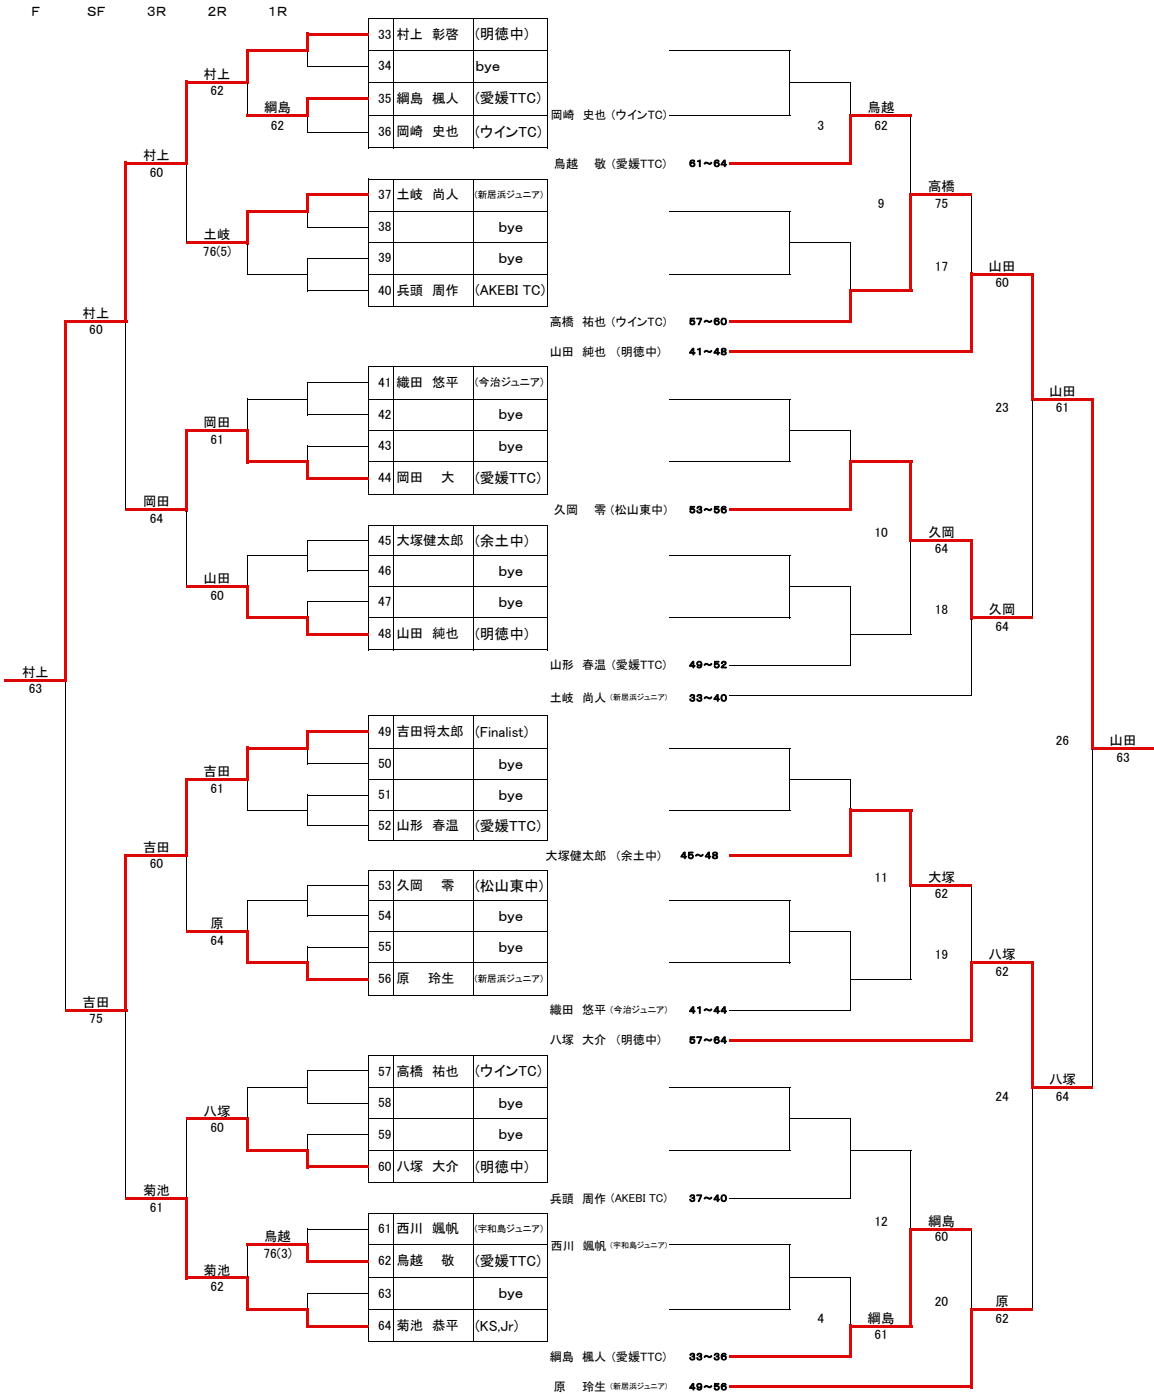 F SF 3R 2R 1R
33 村上 彰啓 (明徳中)
34 bye
35 綱島 楓人 (愛媛TTC)
36 岡崎 史也 (ウインTC)
37 土岐 尚人 (新居浜ジュニア)
38 bye
39 bye
40 兵頭 周作 (AKEBI TC)
41 織田 悠平 (今治ジュニア)
42 bye
43 bye
44 岡田 大 (愛媛TTC)
45 大塚健太郎 (余土中)
46 bye
47 bye
48 山田 純也 (明徳中)
49 吉田将太郎 (Finalist)
50 bye
51 bye
52 山形 春温 (愛媛TTC)
53 久岡 零 (松山東中)
54 bye
55 bye
56 原 玲生 (新居浜ジュニア)
57 高橋 祐也 (ウインTC)
58 bye
59 bye
60 八塚 大介 (明徳中)
61 西川 颯帆 (宇和島ジュニア)
62 鳥越 敬 (愛媛TTC)
63 bye
64 菊池 恭平 (KS,Jr)
綱島
62
鳥越
76(3)
村上
62
土岐
76(5)
岡田
61
山田
60
吉田
61
原
64
八塚
60
菊池
62
村上
60
岡田
64
吉田
60
菊池
61
村上
60
吉田
75
村上
63
岡崎 史也 (ウインTC)
鳥越 敬 (愛媛TTC) 61~64
高橋 祐也 (ウインTC) 57~60
山田 純也 (明徳中) 41~48
久岡 零 (松山東中) 53~56
山形 春温 (愛媛TTC) 49~52
土岐 尚人 (新居浜ジュニア) 33~40
大塚健太郎 (余土中) 45~48
織田 悠平 (今治ジュニア) 41~44
八塚 大介 (明徳中) 57~64
兵頭 周作 (AKEBI TC) 37~40
西川 颯帆 (宇和島ジュニア)
綱島 楓人 (愛媛TTC) 33~36
原 玲生 (新居浜ジュニア) 49~56
3
鳥越
62
4
綱島
61
9
高橋
75
10
久岡
64
11
大塚
62
12
綱島
60
17
山田
60
18
久岡
64
19
八塚
62
20
原
62
23
山田
61
24
八塚
64
26
山田
63